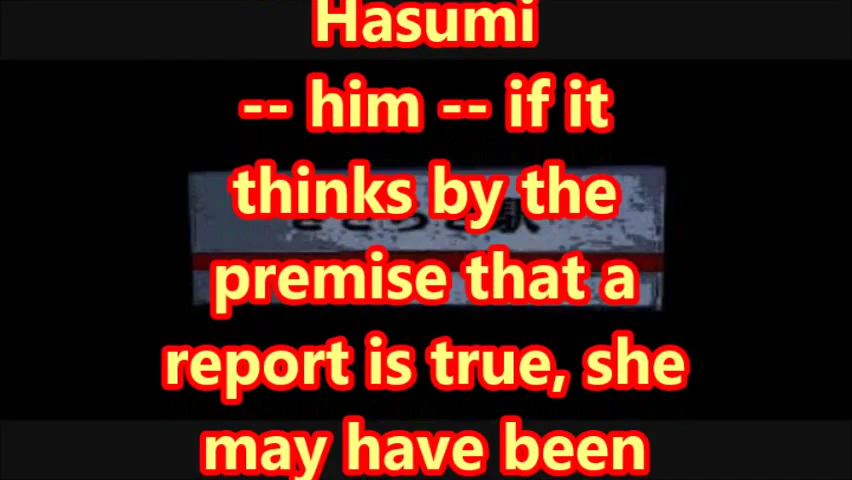 Hasumi
-- him -- if it
thinks by the
premise that a
report is true, she
may have been